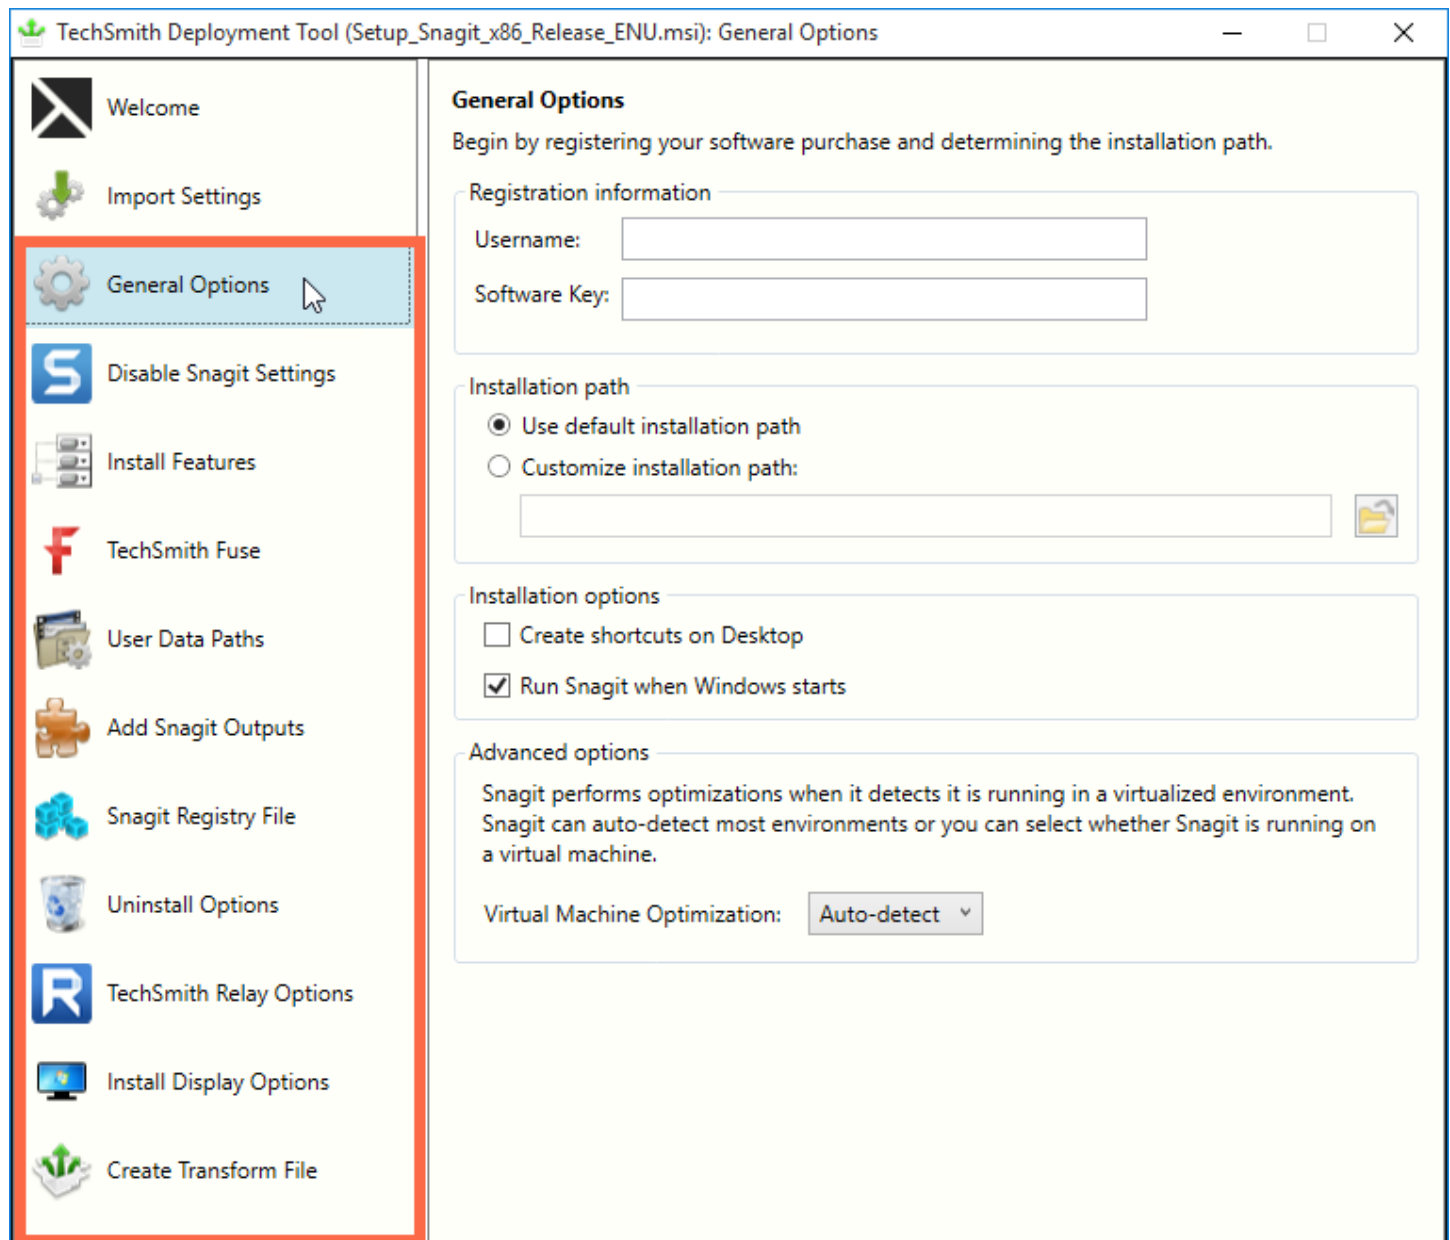 TechSmith Deployment Tool (Setup_Snagit_x86_Release_ENU.msi): General Options
Welcome
Import Settings
General Options
Disable Snagit Settings
Install Features
TechSmith Fuse
User Data Paths
Add Snagit Outputs
Snagit Registry File
Uninstall Options
TechSmith Relay Options
Install Display Options
Create Transform File
General Options
Begin by registering your software purchase and determining the installation path.
Registration information
Username:
Software Key:
Installation path
Use default installation path
Customize installation path:
Installation options
Create shortcuts on Desktop
Run Snagit when Windows starts
Advanced options
Snagit performs optimizations when it detects it is running in a virtualized environment.
Snagit can auto-detect most environments or you can select whether Snagit is running on
a virtual machine.
Virtual Machine Optimization: Auto-detect